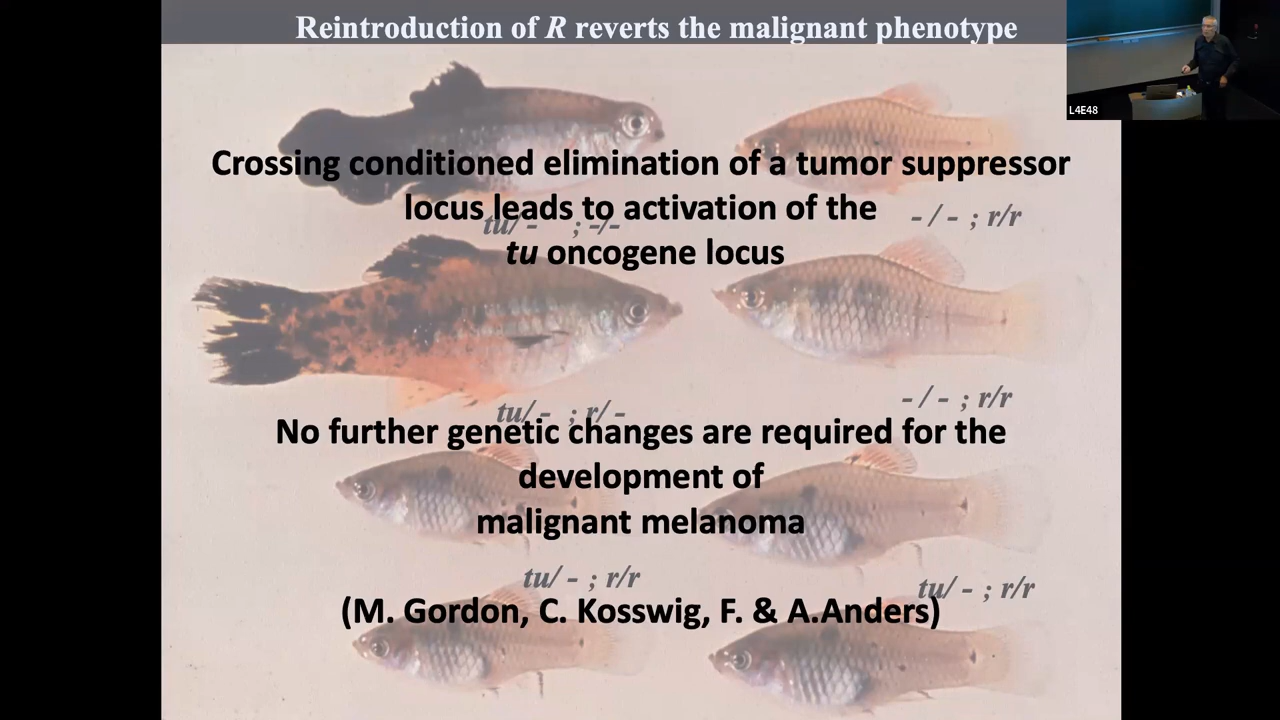 Reintroduction of R reverts the malignant phenotype
L4E48
Crossing conditioned elimination of a tumor suppressor
locus leads to activation of the
tu/ - ; -/-
- / - ; r/r
tu oncogene locus
tu/ - ; r/ -
- / - ; r/r
No further genetic changes are required for the
development of
malignant melanoma
tu/ - ; r/r
tu/ - ; r/r
(M. Gordon, C. Kosswig, F. & A.Anders)